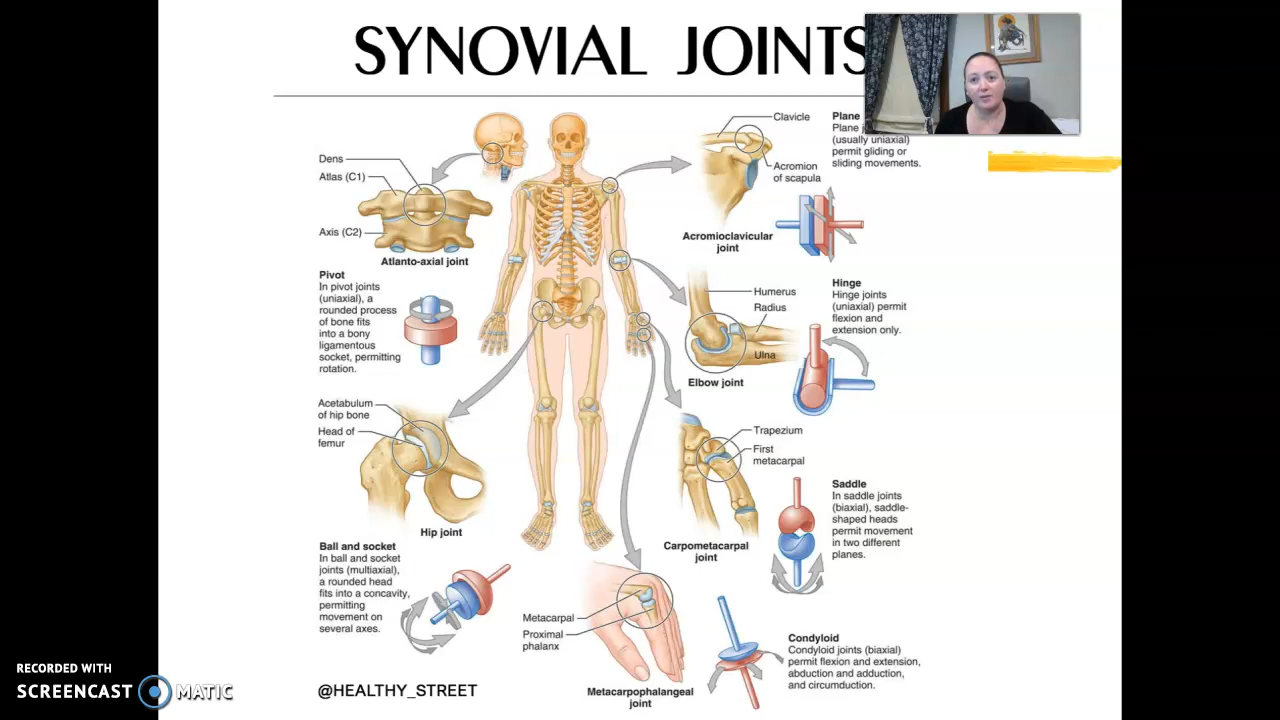 SYNOVIAL JOINTS
Clavicle
Plane
Plane
(usually uniaxial)
permit gliding or
sliding movements.
Acromion
of scapula
Acromioclavicular
joint
Dens
Atlas (C1)
Axis (C2)
Atlanto-axial joint
Pivot
In pivot joints
(uniaxial), a
rounded process
of bone fits
into a bony
ligamentous
socket, permitting
rotation.
Humerus
Radius
Ulna
Elbow joint
Hinge
Hinge joints
(uniaxial) permit
flexion and
extension only.
Acetabulum
of hip bone
Head of
femur
Hip joint
Trapezium
First
metacarpal
Carpometacarpal
joint
Saddle
In saddle joints
(biaxial), saddle-
shaped heads
permit movement
in two different
planes.
Ball and socket
In ball and socket
joints (multiaxial),
a rounded head
fits into a concavity,
permitting
movement on
several axes.
Metacarpal
Proximal
phalanx
Metacarpophalangeal
joint
Condyloid
Condyloid joints (biaxial)
permit flexion and extension,
abduction and adduction,
and circumduction.
@HEALTHY_STREET
RECORDED WITH
SCREENCAST MATIC